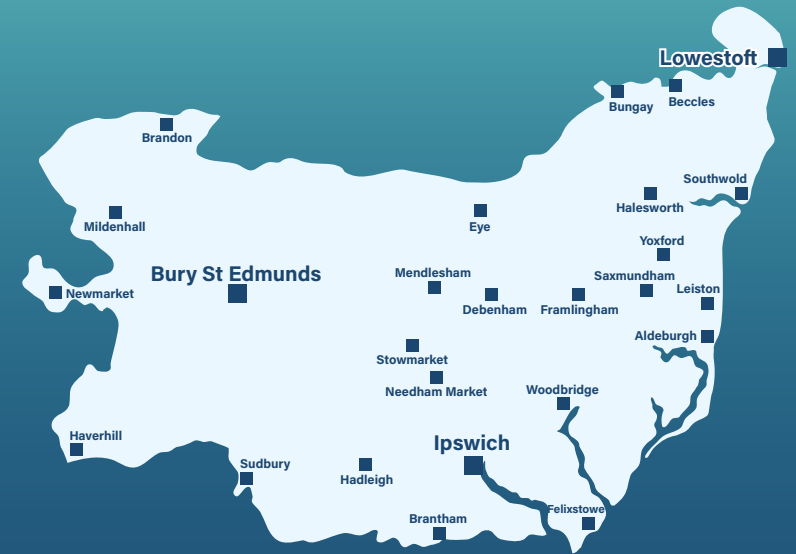 Lowestoft
Bungay
Beccles
Brandon
Southwold
Halesworth
Mildenhall
Eye
Yoxford
Bury St Edmunds
Mendlesham
Saxmundham
Leiston
Newmarket
Debenham
Framlingham
Aldeburgh
Stowmarket
Needham Market
Woodbridge
Haverhill
Ipswich
Sudbury
Hadleigh
Felixstowe
Brantham